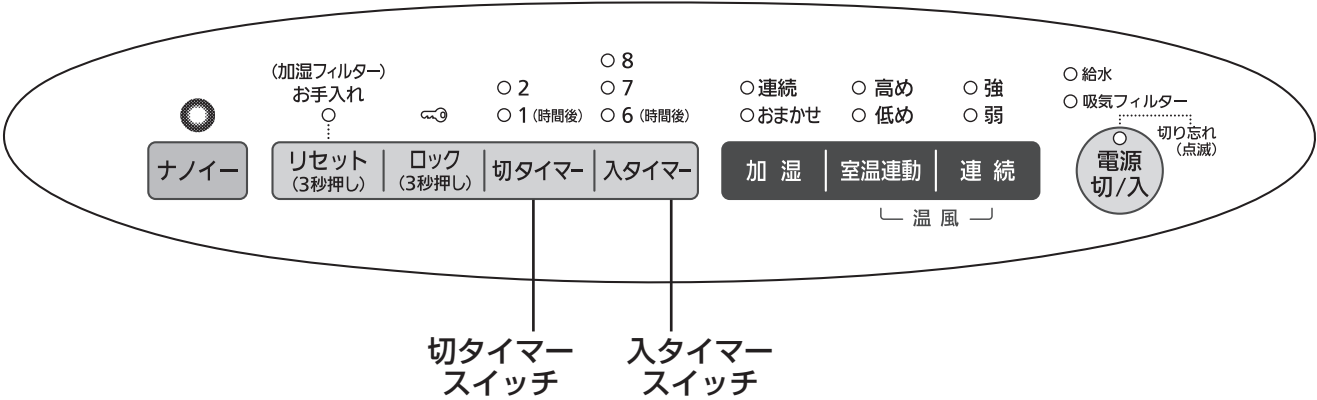 (加湿フィルター)
お手入れ
2
1(時間後)
8
7
6(時間後)
連続
おまかせ
高め
低め
強
弱
給水
吸気フィルター
切り忘れ
(点滅)
ナノイー
リセット
(3秒押し)
ロック
(3秒押し)
切タイマー
入タイマー
加湿
室温連動
連続
温風
電源
切/入
切タイマー
スイッチ
入タイマー
スイッチ